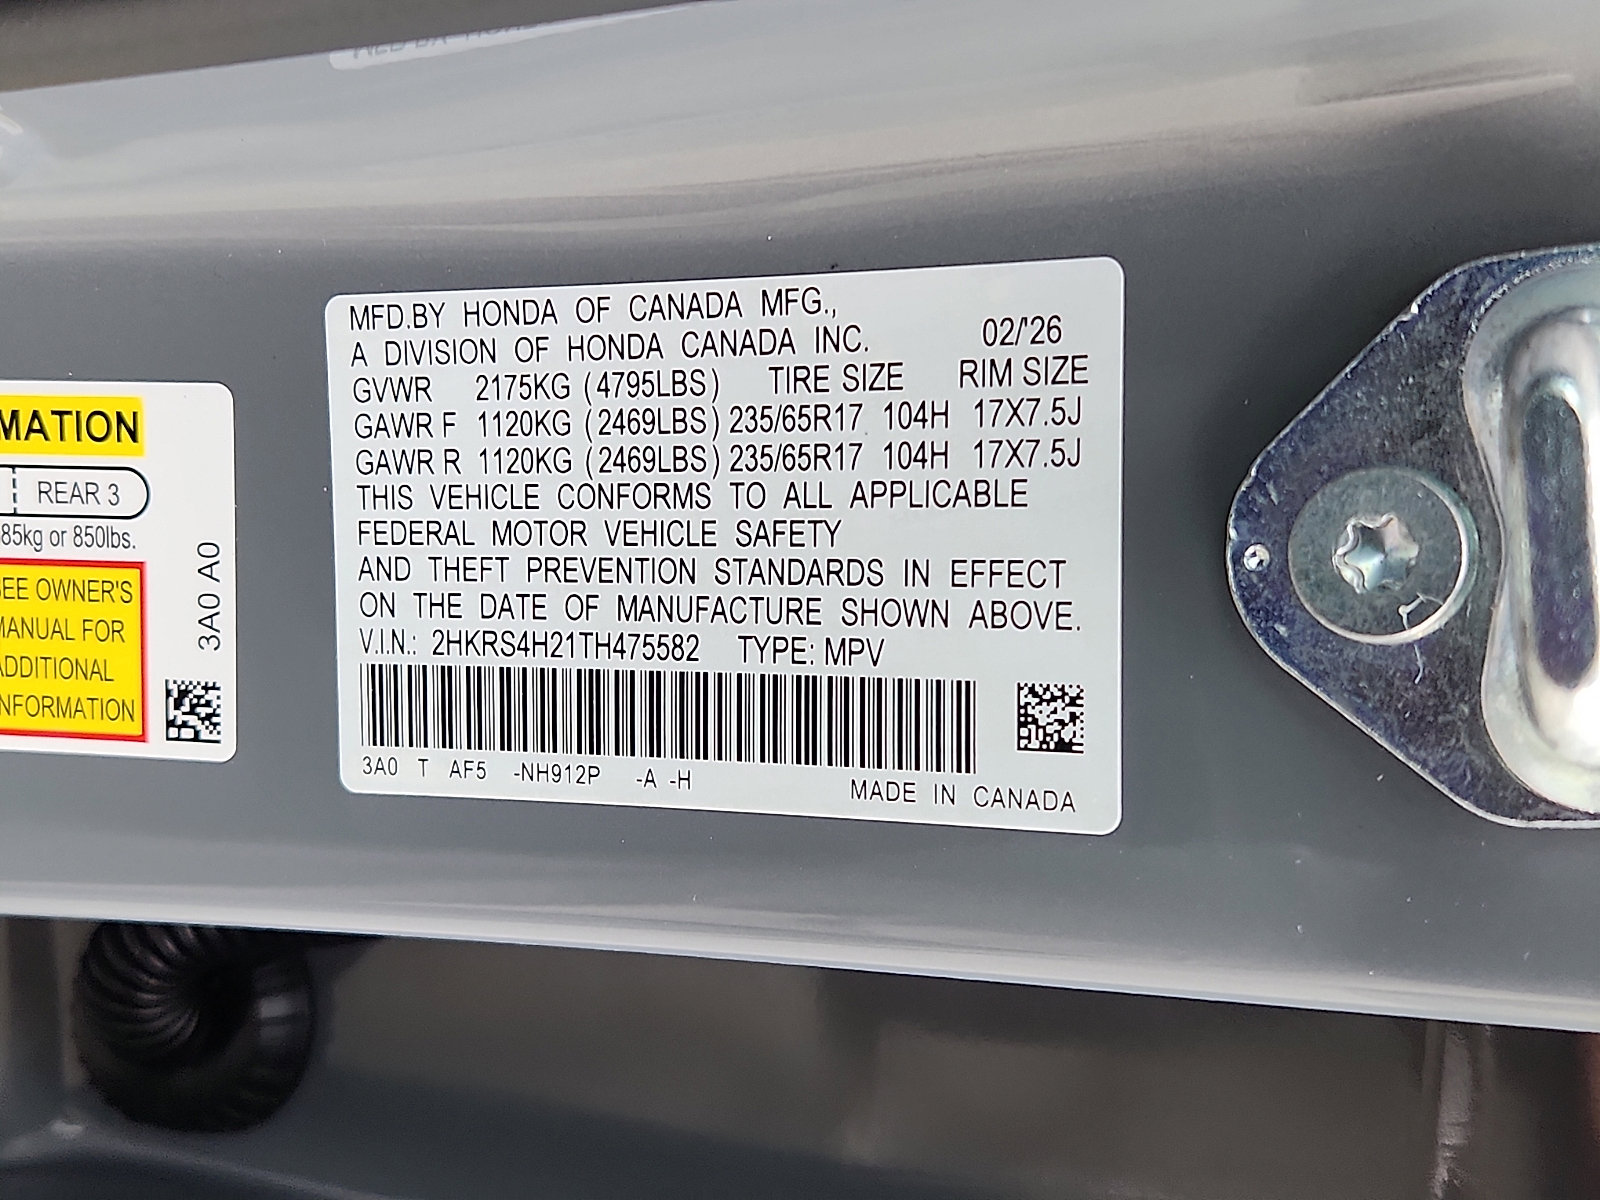 MFD.BY HONDA OF CANADA MFG.,
A DIVISION OF HONDA CANADA INC. 02/'26
GVWR 2175KG (4795LBS) TIRE SIZE RIM SIZE
GAWR F 1120KG (2469LBS) 235/65R17 104H 17X7.5J
GAWR R 1120KG (2469LBS) 235/65R17 104H 17X7.5J
THIS VEHICLE CONFORMS TO ALL APPLICABLE
FEDERAL MOTOR VEHICLE SAFETY
AND THEFT PREVENTION STANDARDS IN EFFECT
ON THE DATE OF MANUFACTURE SHOWN ABOVE.
V.I.N.: 2HKRS4H21TH475582 TYPE: MPV
3A0 T AF5 -NH912P -A -H
MADE IN CANADA
MATION
REAR 3
85kg or 850lbs.
EE OWNER'S
MANUAL FOR
ADDITIONAL
NFORMATION
3A0 A0